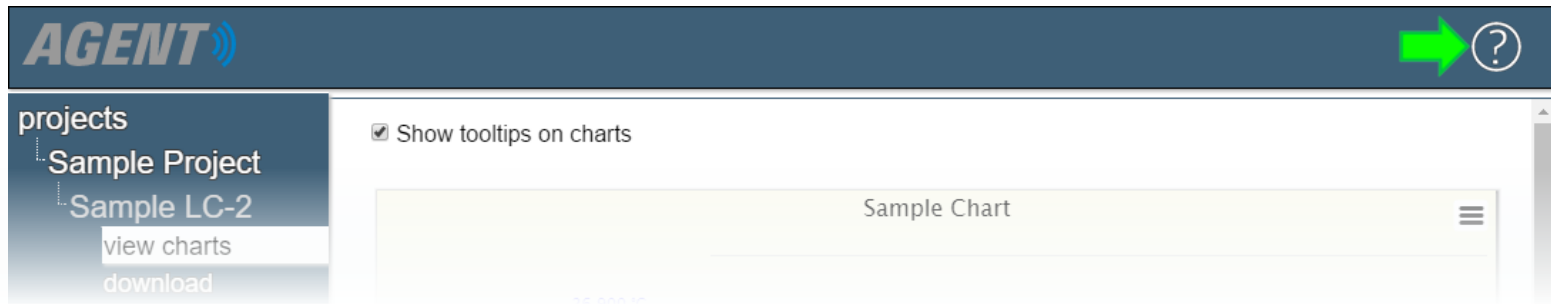 AGENT
?
projects
Sample Project
Sample LC-2
view charts
download
Show tooltips on charts
Sample Chart